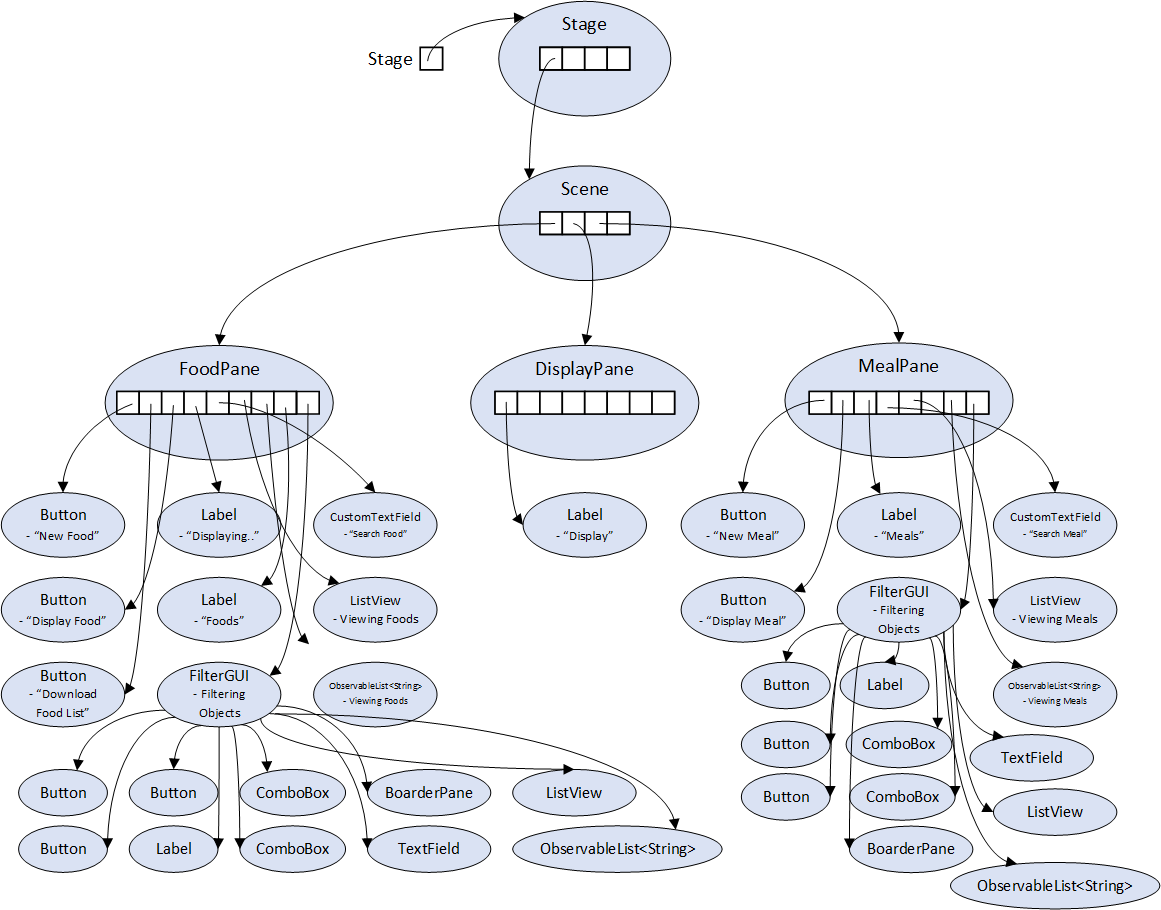 Stage
Stage
Scene
FoodPane
DisplayPane
MealPane
Button
- “New Food”
Label
- “Displaying..”
CustomTextField
- “Search Food”
Label
- “Display”
Button
- “New Meal”
Label
- “Meals”
CustomTextField
- “Search Meal”
Button
- “Display Food”
Label
- “Foods”
ListView
- Viewing Foods
Button
- “Display Meal”
FilterGUI
- Filtering
Objects
ListView
- Viewing Meals
Button
- “Download
Food List”
FilterGUI
- Filtering
Objects
ObservableList<String>
- Viewing Foods
Button
Label
ObservableList<String>
- Viewing Meals
Button
ComboBox
TextField
Button
Button
ComboBox
BoarderPane
ListView
Button
ComboBox
ListView
Button
Label
ComboBox
TextField
ObservableList<String>
BoarderPane
ObservableList<String>